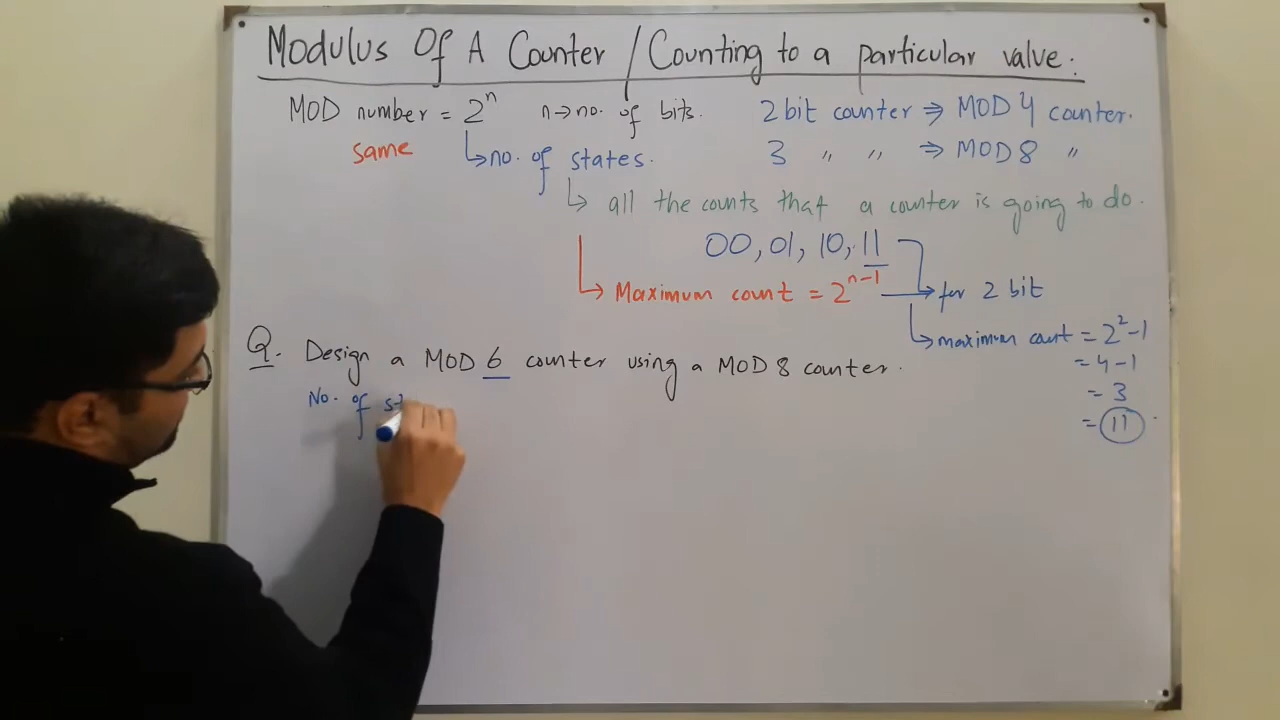 Modulus Of A Counter / Counting to a particular value.
MOD number = 2^n n→no. of bits. 2 bit counter ⇒ MOD 4 counter.
same ↳no. of states. 3 〃 〃 ⇒ MOD 8 〃
↳ all the counts that a counter is going to do.
00, 01, 10, 11
↳ Maximum count = 2^n-1 → for 2 bit
↳ maximum count = 2^2-1
= 4-1
= 3
= 11
Q. Design a MOD 6 counter using a MOD 8 counter.
No. of st